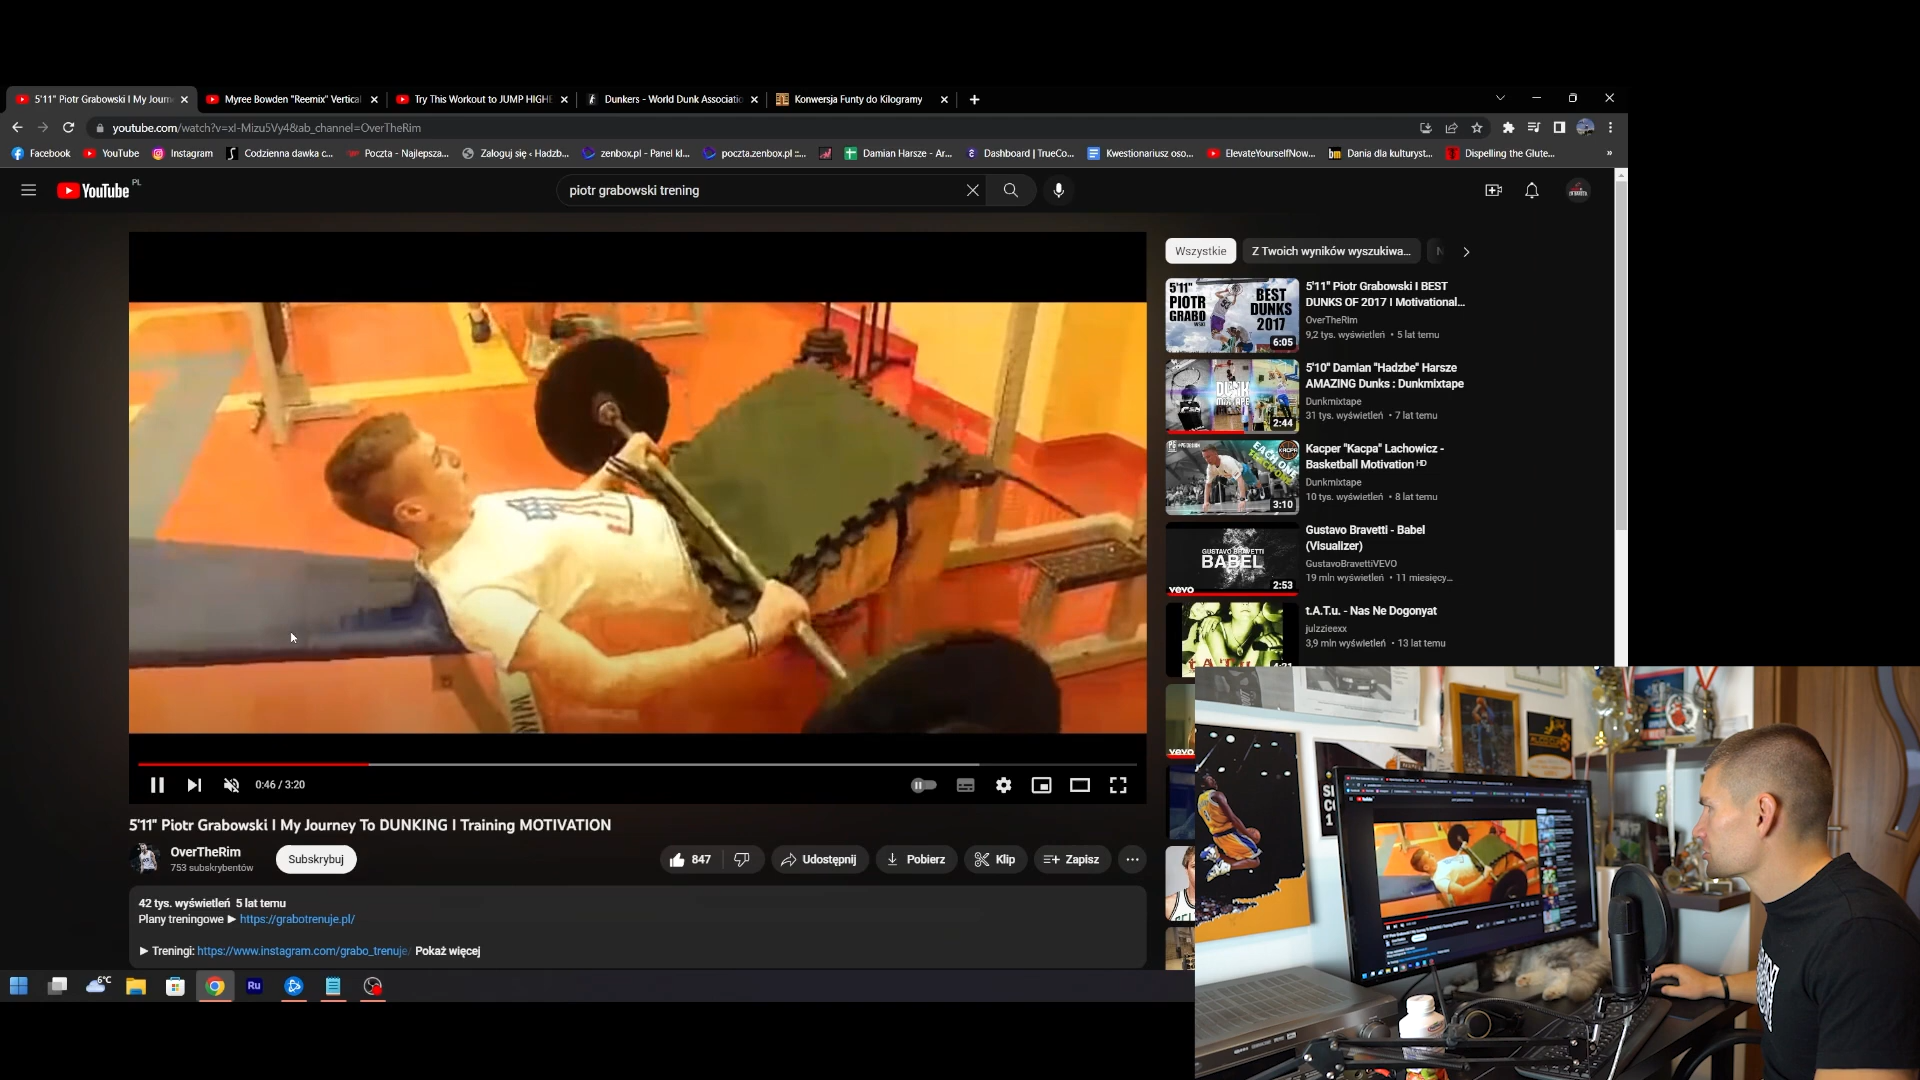 5'11" Piotr Grabowski I My Journ
Myree Bowden "Reemix" Vertical
Try This Workout to JUMP HIGHE
Dunkers - World Dunk Associatio
Konwersja Funty do Kilogramy
youtube.com/watch?v=xI-Mizu5Vy4&ab_channel=OverTheRim
Facebook
YouTube
Instagram
Codzienna dawka c...
Poczta - Najlepsza...
Zaloguj się ‹ Hadzb...
zenbox.pl - Panel kl...
poczta.zenbox.pl ::...
Damian Harsze - Ar...
Dashboard | TrueCo...
Kwestionariusz oso...
ElevateYourselfNow...
Dania dla kulturyst...
Dispelling the Glute...
YouTube PL
piotr grabowski trening
Wszystkie
Z Twoich wyników wyszukiwa...
5'11"
PIOTR
GRABO
WSKI
BEST
DUNKS
2017
6:05
5'11" Piotr Grabowski I BEST
DUNKS OF 2017 I Motivational...
OverTheRim
9,2 tys. wyświetleń • 5 lat temu
DUNK
MIXTAPE
2:44
5'10" Damian "Hadzbe" Harsze
AMAZING Dunks : Dunkmixtape
Dunkmixtape
31 tys. wyświetleń • 7 lat temu
EACH ONE
3:10
Kacper "Kacpa" Lachowicz -
Basketball Motivation HD
Dunkmixtape
10 tys. wyświetleń • 8 lat temu
GUSTAVO BRAVETTI
BABEL
vevo
2:53
Gustavo Bravetti - Babel
(Visualizer)
GustavoBravettiVEVO
19 mln wyświetleń • 11 miesięcy...
t.A.T.u. - Nas Ne Dogonyat
julzzieexx
3,9 mln wyświetleń • 13 lat temu
vevo
0:46 / 3:20
5'11" Piotr Grabowski I My Journey To DUNKING I Training MOTIVATION
OverTheRim
753 subskrybentów
Subskrybuj
847
Udostępnij
Pobierz
Klip
Zapisz
42 tys. wyświetleń 5 lat temu
Plany treningowe ► https://grabotrenuje.pl/
► Treningi: https://www.instagram.com/grabo_trenuje
Pokaż więcej
6°C
Ru